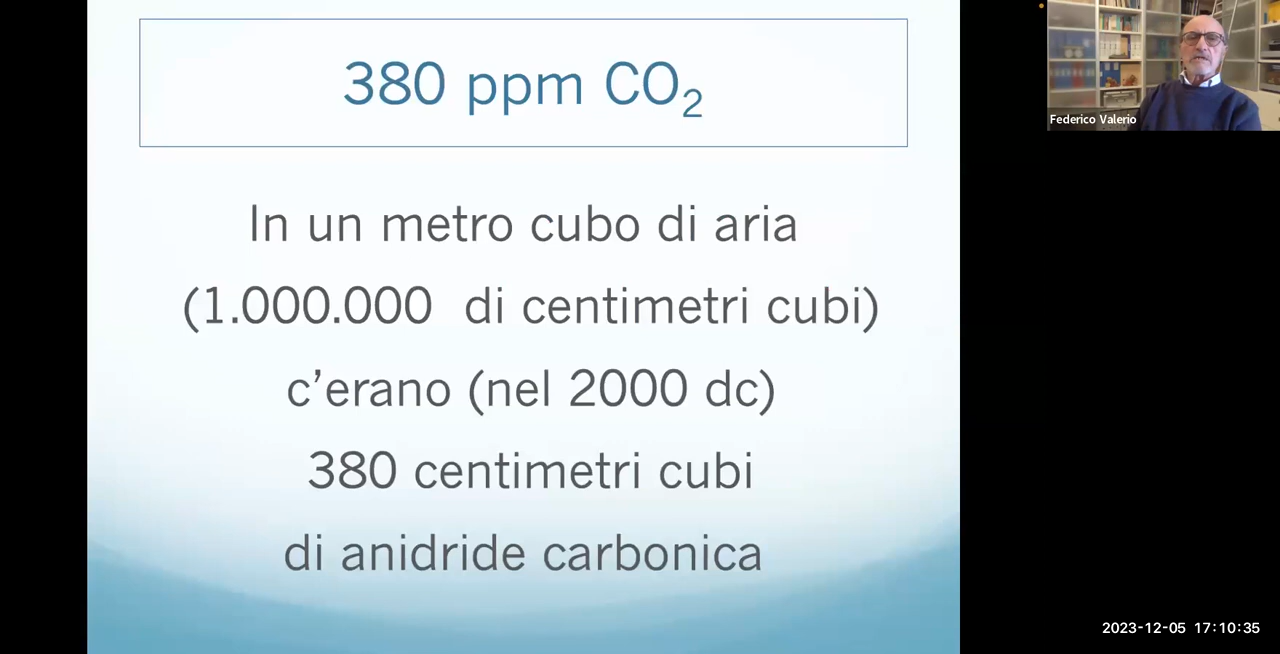 380 ppm CO₂
In un metro cubo di aria
(1.000.000 di centimetri cubi)
c’erano (nel 2000 dc)
380 centimetri cubi
di anidride carbonica
Federico Valerio
2023-12-05 17:10:35